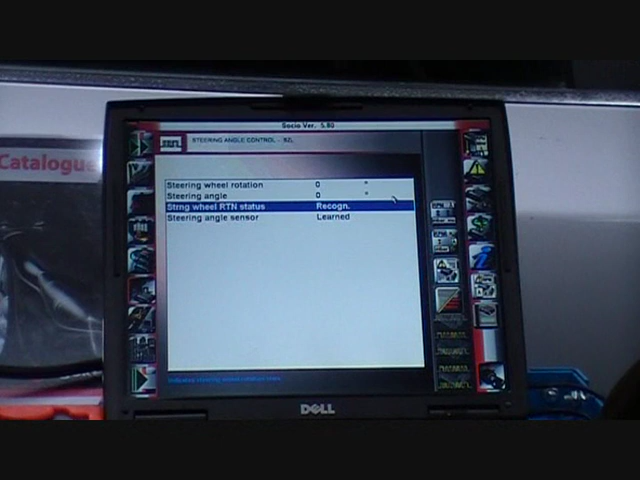 Socio Ver. 5.80
STEERING ANGLE CONTROL -
Catalogue
Steering wheel rotation 0 °
Steering angle 0 °
Strng wheel RTN status Recogn.
Steering angle sensor Learned
DELL